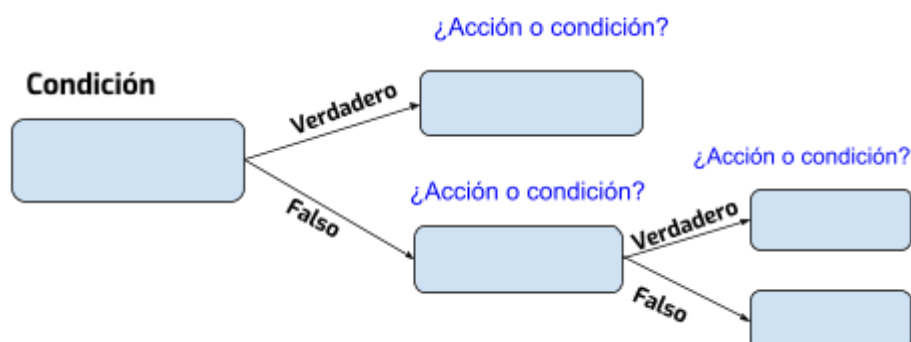 ¿Acción o condición?
Condición
Verdadero
¿Acción o condición?
¿Acción o condición?
Falso
Verdadero
Falso